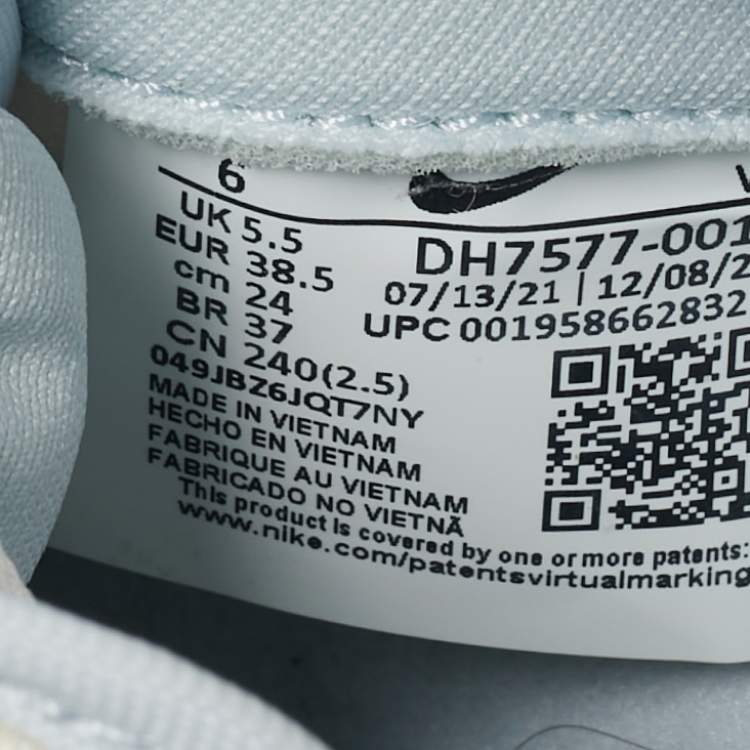 6
UK 5.5
EUR 38.5
cm 24
BR 37
CN 240(2.5)
049JBZ6JQT7NY
MADE IN VIETNAM
HECHO EN VIETNAM
FABRIQUE AU VIETNAM
FABRICADO NO VIETNÃ
This product is covered by one or more patents:
www.nike.com/patentsvirtualmarking
DH7577-001
07/13/21 | 12/08/2
UPC 001958662832